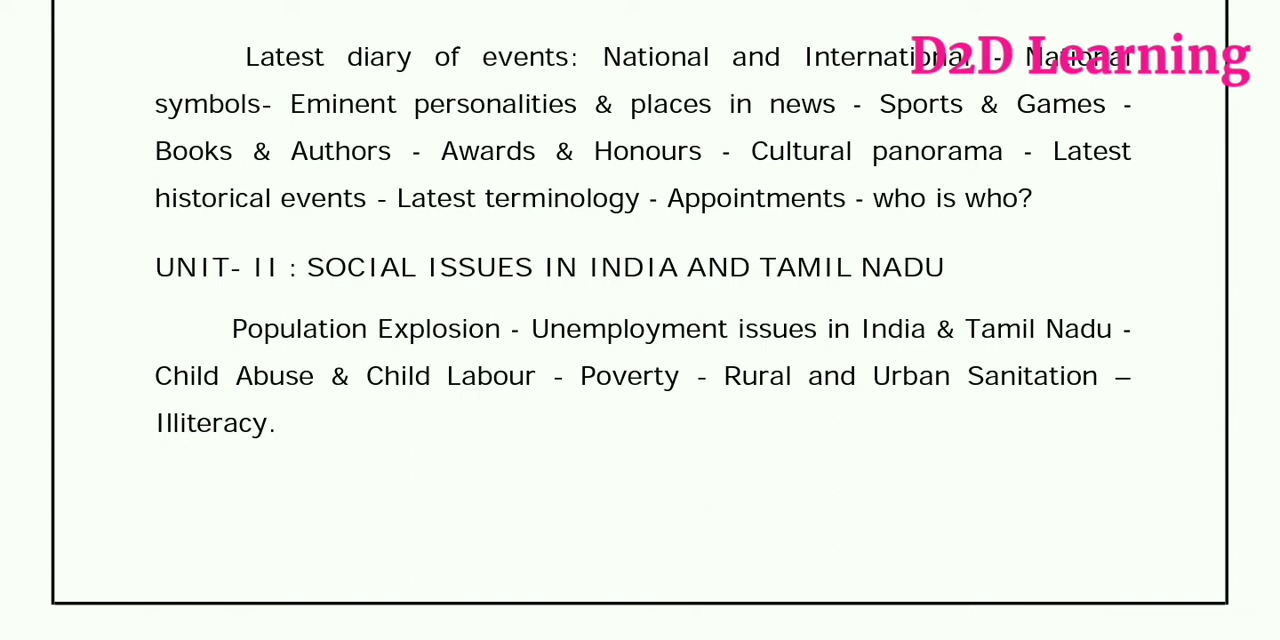 Latest diary of events: National and International - National
D2D Learning
symbols- Eminent personalities & places in news - Sports & Games -
Books & Authors - Awards & Honours - Cultural panorama - Latest
historical events - Latest terminology - Appointments - who is who?
UNIT- II : SOCIAL ISSUES IN INDIA AND TAMIL NADU
Population Explosion - Unemployment issues in India & Tamil Nadu -
Child Abuse & Child Labour - Poverty - Rural and Urban Sanitation –
Illiteracy.